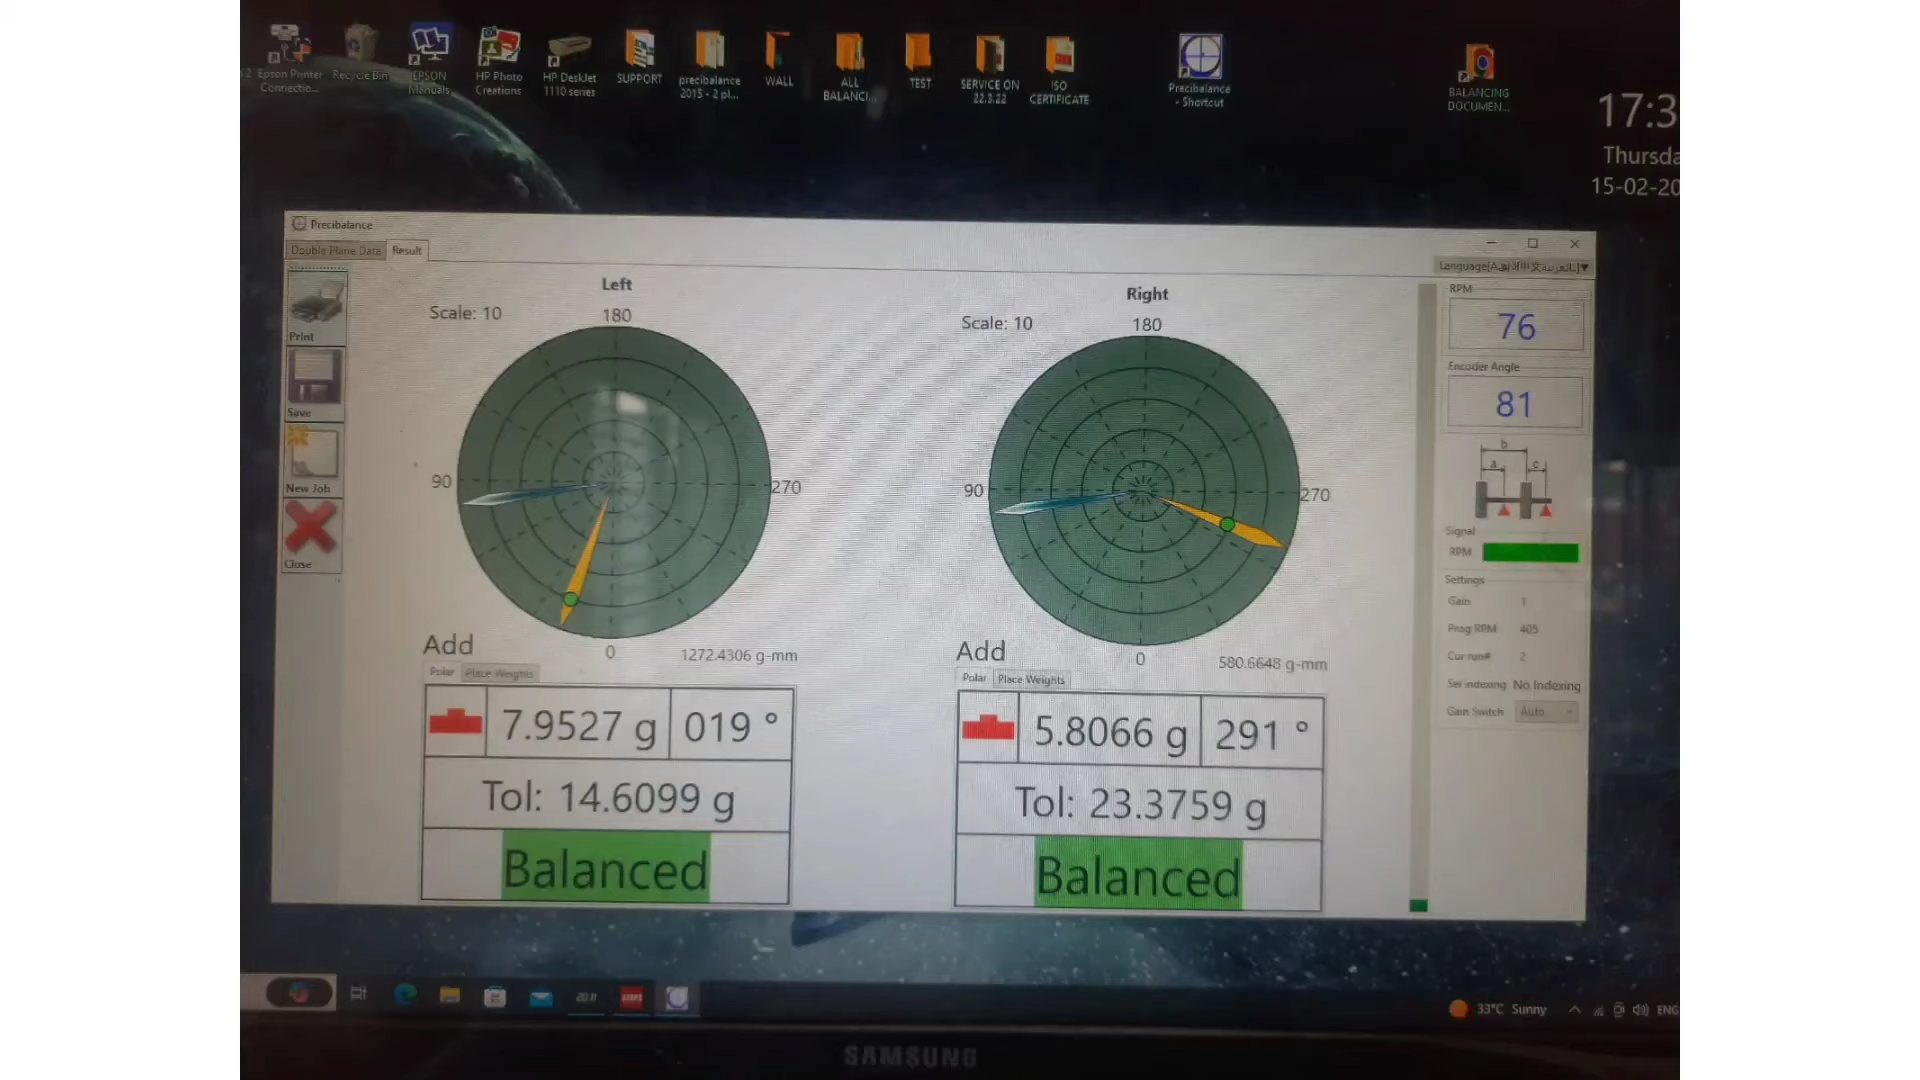 Epson Printer
Connectio...
Recycle Bin
EPSON
Manuals
HP Photo
Creations
HP DeskJet
1110 series
SUPPORT
precibalance
2015 - 2 pl...
WALL
ALL
BALANCI...
TEST
SERVICE ON
22.3.22
ISO
CERTIFICATE
Precibalance
- Shortcut
BALANCING
DOCUMEN...
17:3
Thursda
15-02-20
Precibalance
Double Plane Data
Result
Print
Save
New Job
Close
Left
Scale: 10
180
90
270
0
Add
1272.4306 g-mm
Polar
Place Weights
7.9527 g
019 °
Tol: 14.6099 g
Balanced
Right
Scale: 10
180
90
270
0
Add
580.6648 g-mm
Polar
Place Weights
5.8066 g
291 °
Tol: 23.3759 g
Balanced
RPM
76
Encoder Angle
81
b
a
c
Signal
RPM
Settings
Gain 1
Prog RPM 405
Cur run# 2
Sel indexing No Indexing
Gain Switch Auto
33°C Sunny
ENG
SAMSUNG